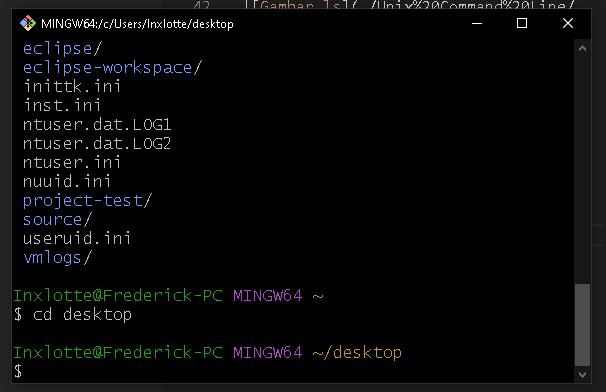 42 ![Gambar ls](./Unix%20Command%20Line/
MINGW64:/c/Users/Inxlotte/desktop
eclipse/
eclipse-workspace/
inittk.ini
inst.ini
ntuser.dat.LOG1
ntuser.dat.LOG2
ntuser.ini
nuuid.ini
project-test/
source/
useruid.ini
vmlogs/
Inxlotte@Frederick-PC MINGW64 ~
$ cd desktop
Inxlotte@Frederick-PC MINGW64 ~/desktop
$